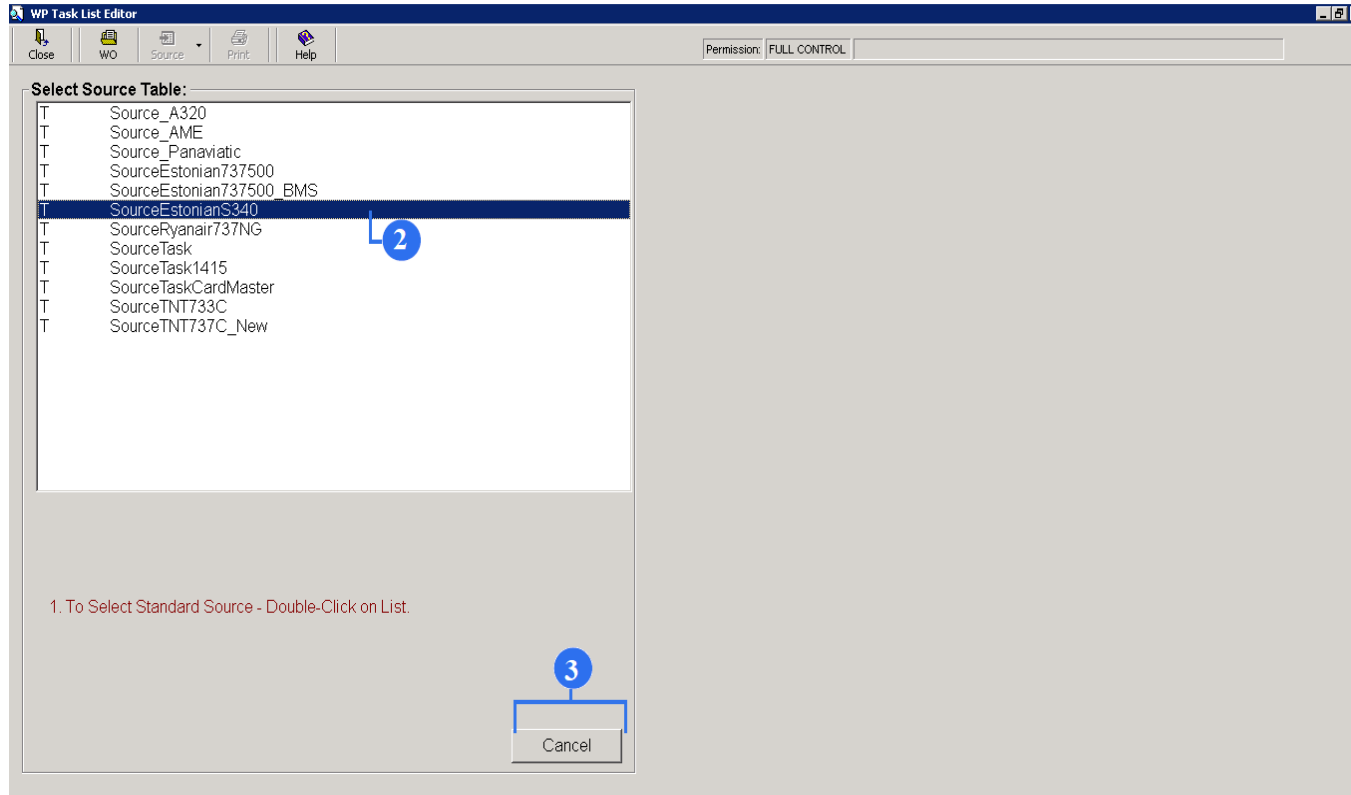 WP Task List Editor
Close WO Source Print Help Permission: FULL CONTROL
Select Source Table:
T Source_A320
T Source_AME
T Source_Panaviatic
T SourceEstonian737500
T SourceEstonian737500_BMS
T SourceEstonianS340
T SourceRyanair737NG
2
T SourceTask
T SourceTask1415
T SourceTaskCardMaster
T SourceTNT733C
T SourceTNT737C_New
1. To Select Standard Source - Double-Click on List.
3
Cancel